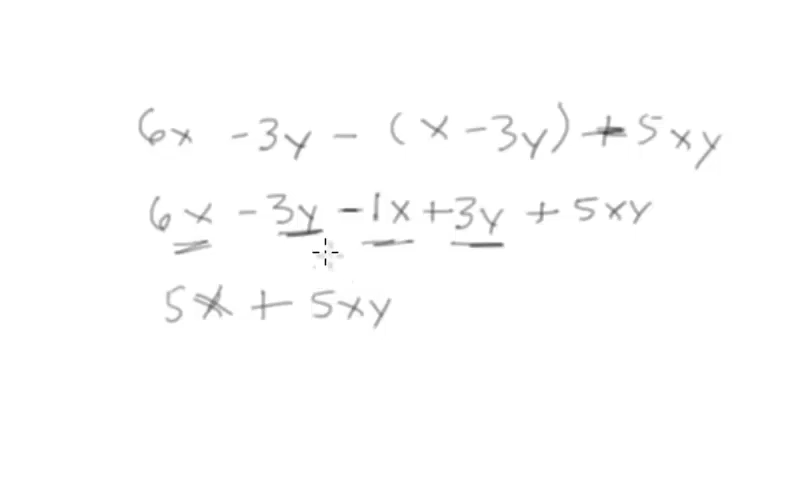 6x - 3y - (x - 3y) + 5xy
6x - 3y - 1x + 3y + 5xy
5x + 5xy